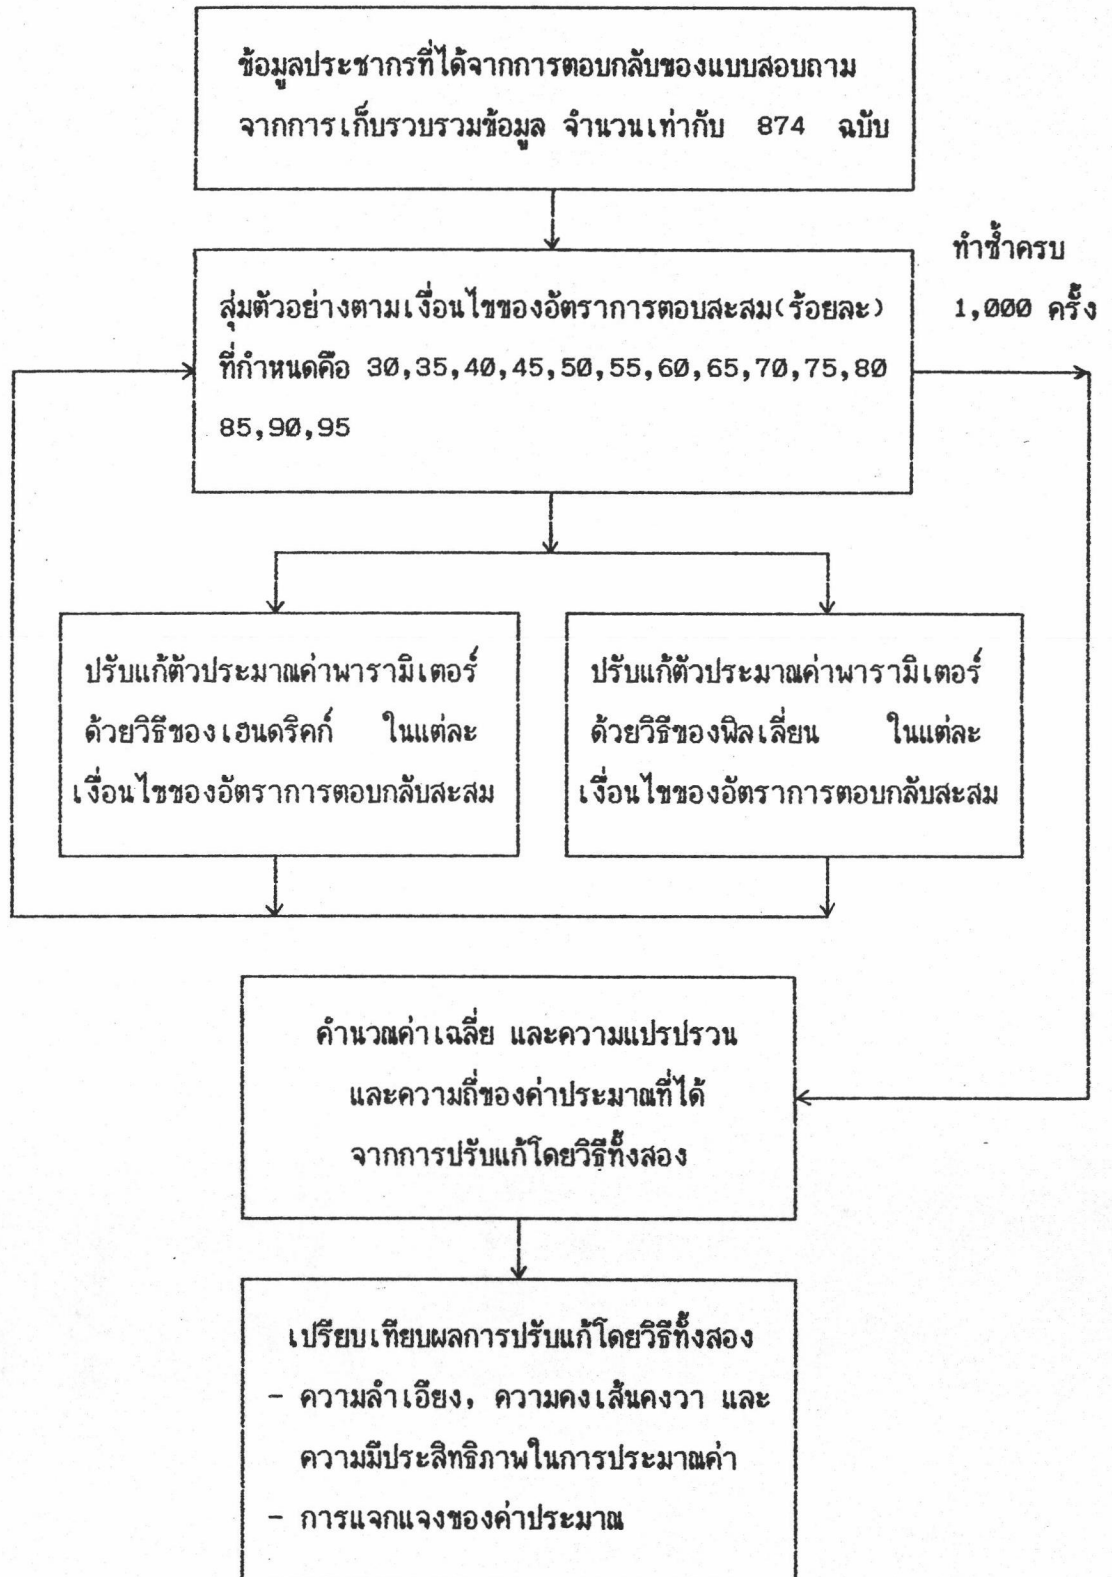 ข้อมูลประชากรที่ได้จากการตอบกลับของแบบสอบถาม
จากการเก็บรวบรวมข้อมูล จำนวนเท่ากับ 874 ฉบับ
ทำซ้ำครบ
1,000 ครั้ง
สุ่มตัวอย่างตามเงื่อนไขของอัตราการตอบสะสม(ร้อยละ)
ที่กำหนดคือ 30,35,40,45,50,55,60,65,70,75,80
85,90,95
ปรับแก้ตัวประมาณค่าพารามิเตอร์
ด้วยวิธีของเฮนดริคก์ ในแต่ละ
เงื่อนไขของอัตราการตอบกลับสะสม
ปรับแก้ตัวประมาณค่าพารามิเตอร์
ด้วยวิธีของฟิลเลี่ยน ในแต่ละ
เงื่อนไขของอัตราการตอบกลับสะสม
คำนวณค่าเฉลี่ย และความแปรปรวน
และความถี่ของค่าประมาณที่ได้
จากการปรับแก้โดยวิธีทั้งสอง
เปรียบเทียบผลการปรับแก้โดยวิธีทั้งสอง
- ความลำเอียง, ความคงเส้นคงวา และ
ความมีประสิทธิภาพในการประมาณค่า
- การแจกแจงของค่าประมาณ